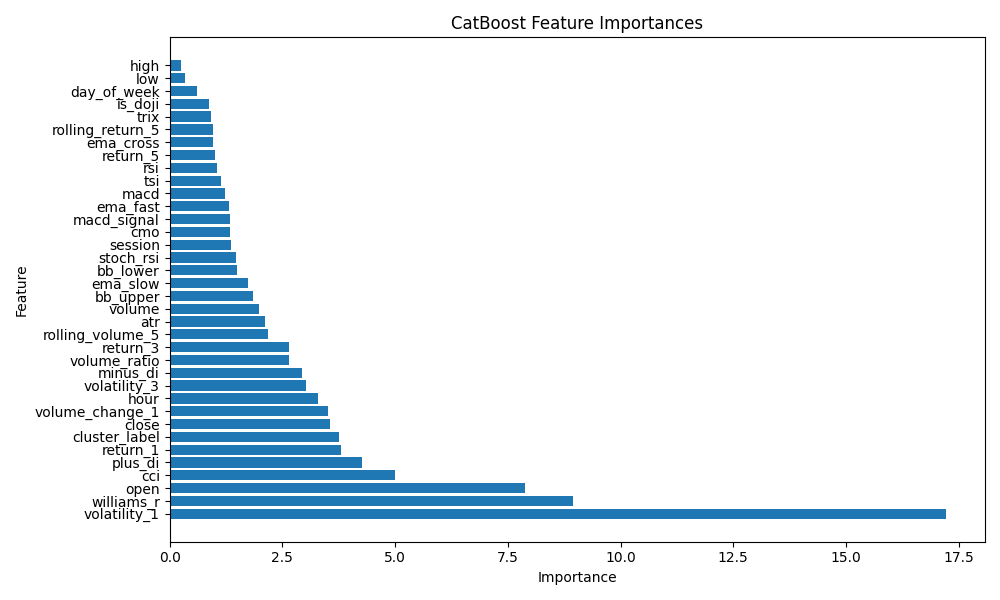 CatBoost Feature Importances
high
low
day_of_week
is_doji
trix
rolling_return_5
ema_cross
return_5
rsi
tsi
macd
ema_fast
macd_signal
cmo
session
stoch_rsi
bb_lower
ema_slow
bb_upper
volume
atr
rolling_volume_5
return_3
volume_ratio
minus_di
volatility_3
hour
volume_change_1
close
cluster_label
return_1
plus_di
cci
open
williams_r
volatility_1
Feature
0.0 2.5 5.0 7.5 10.0 12.5 15.0 17.5
Importance